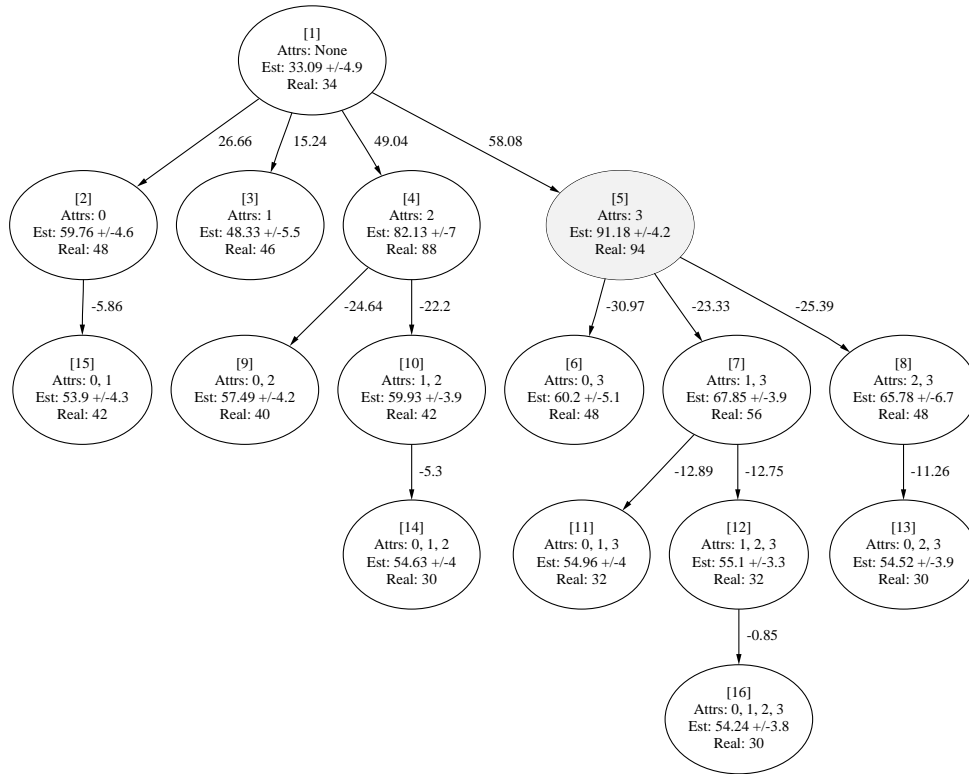 [1]
Attrs: None
Est: 33.09 +/-4.9
Real: 34
26.66
15.24
49.04
58.08
[2]
Attrs: 0
Est: 59.76 +/-4.6
Real: 48
[3]
Attrs: 1
Est: 48.33 +/-5.5
Real: 46
[4]
Attrs: 2
Est: 82.13 +/-7
Real: 88
[5]
Attrs: 3
Est: 91.18 +/-4.2
Real: 94
-5.86
-24.64
-22.2
-30.97
-23.33
-25.39
[15]
Attrs: 0, 1
Est: 53.9 +/-4.3
Real: 42
[9]
Attrs: 0, 2
Est: 57.49 +/-4.2
Real: 40
[10]
Attrs: 1, 2
Est: 59.93 +/-3.9
Real: 42
[6]
Attrs: 0, 3
Est: 60.2 +/-5.1
Real: 48
[7]
Attrs: 1, 3
Est: 67.85 +/-3.9
Real: 56
[8]
Attrs: 2, 3
Est: 65.78 +/-6.7
Real: 48
-5.3
-12.89
-12.75
-11.26
[14]
Attrs: 0, 1, 2
Est: 54.63 +/-4
Real: 30
[11]
Attrs: 0, 1, 3
Est: 54.96 +/-4
Real: 32
[12]
Attrs: 1, 2, 3
Est: 55.1 +/-3.3
Real: 32
[13]
Attrs: 0, 2, 3
Est: 54.52 +/-3.9
Real: 30
-0.85
[16]
Attrs: 0, 1, 2, 3
Est: 54.24 +/-3.8
Real: 30